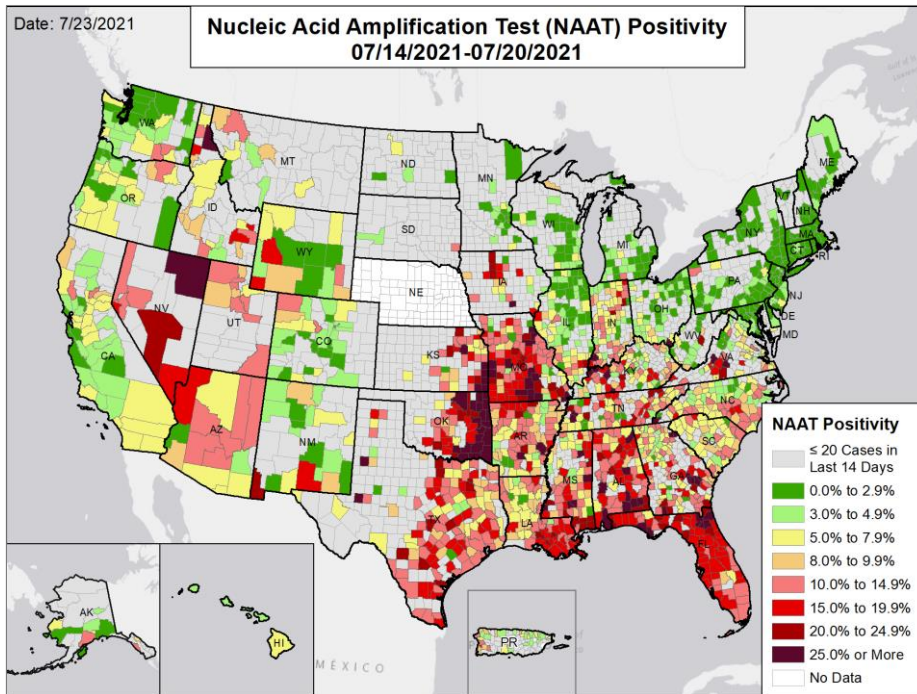 Date: 7/23/2021
Nucleic Acid Amplification Test (NAAT) Positivity
07/14/2021-07/20/2021
WA
MT
ND
MN
ME
OR
ID
WY
SD
WI
MI
VT
NH
NY
MA
CT
RI
NV
UT
CO
NE
IA
IL
IN
OH
PA
NJ
DE
MD
CA
KS
MO
KY
WV
VA
AZ
NM
OK
AR
TN
NC
SC
TX
LA
MS
AL
GA
FL
AK
HI
PR
MÉXICO
NAAT Positivity
≤ 20 Cases in
Last 14 Days
0.0% to 2.9%
3.0% to 4.9%
5.0% to 7.9%
8.0% to 9.9%
10.0% to 14.9%
15.0% to 19.9%
20.0% to 24.9%
25.0% or More
No Data